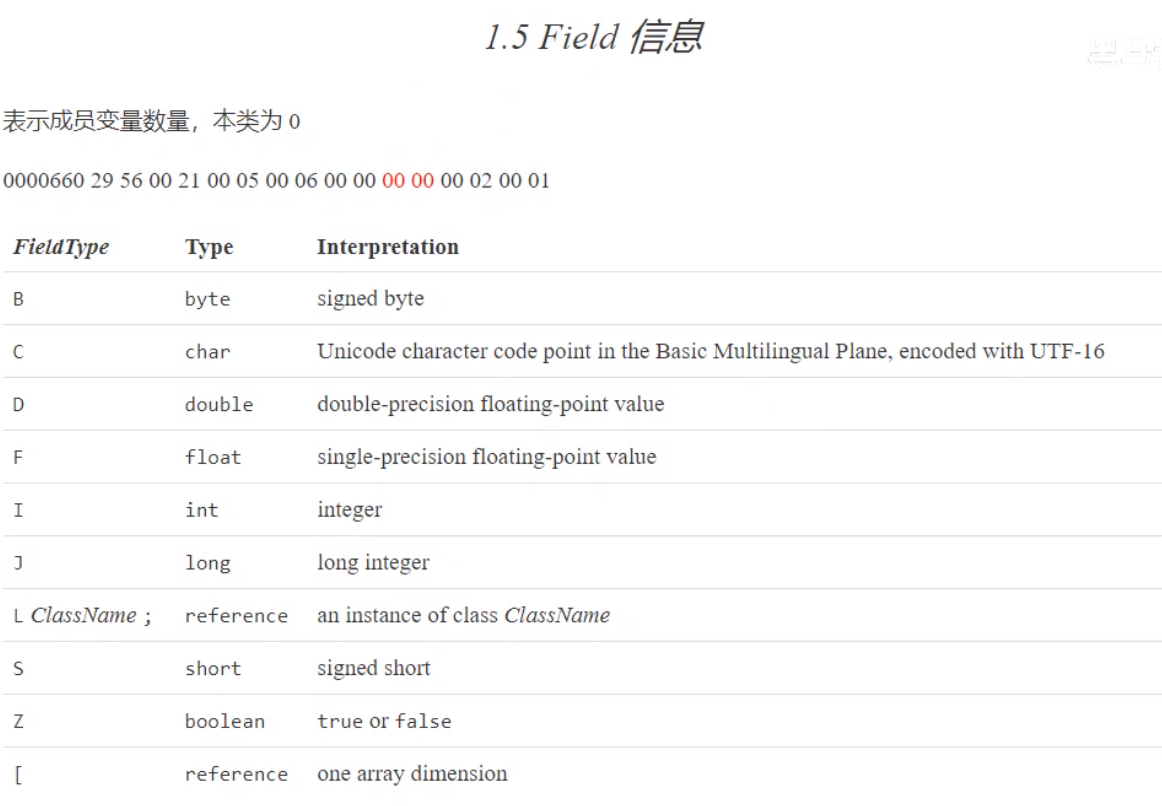 1.5 Field 信息
表示成员变量数量，本类为 0
0000660 29 56 00 21 00 05 00 06 00 00 00 00 00 02 00 01
FieldType Type Interpretation
B byte signed byte
C char Unicode character code point in the Basic Multilingual Plane, encoded with UTF-16
D double double-precision floating-point value
F float single-precision floating-point value
I int integer
J long long integer
L ClassName ; reference an instance of class ClassName
S short signed short
Z boolean true or false
[ reference one array dimension